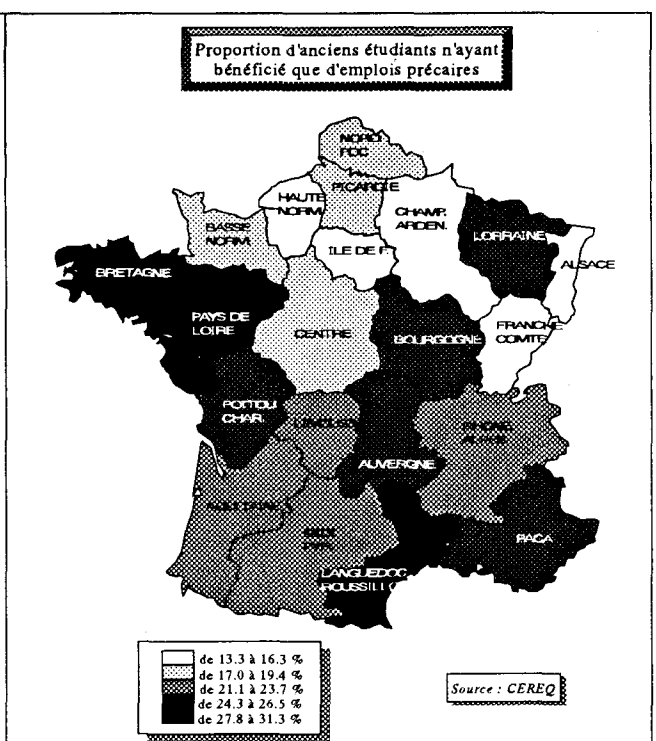 Proportion d'anciens étudiants n'ayant
bénéficié que d'emplois précaires
NORD
PDC
PICARDIE
HAUTE
NORM.
CHAMP.
ARDEN.
BASSE
NORM.
ILE DE F.
LORRAINE
ALSACE
BRETAGNE
PAYS DE
LOIRE
CENTRE
BOURGOGNE
FRANCHE
COMTE
POITOU
CHAR.
LIMOUSIN
AUVERGNE
RHONE
ALPES
AQUITAINE
MIDI
PYR.
LANGUEDOC
ROUSSILLO
PACA
de 13.3 à 16.3 %
de 17.0 à 19.4 %
de 21.1 à 23.7 %
de 24.3 à 26.5 %
de 27.8 à 31.3 %
Source : CEREQ